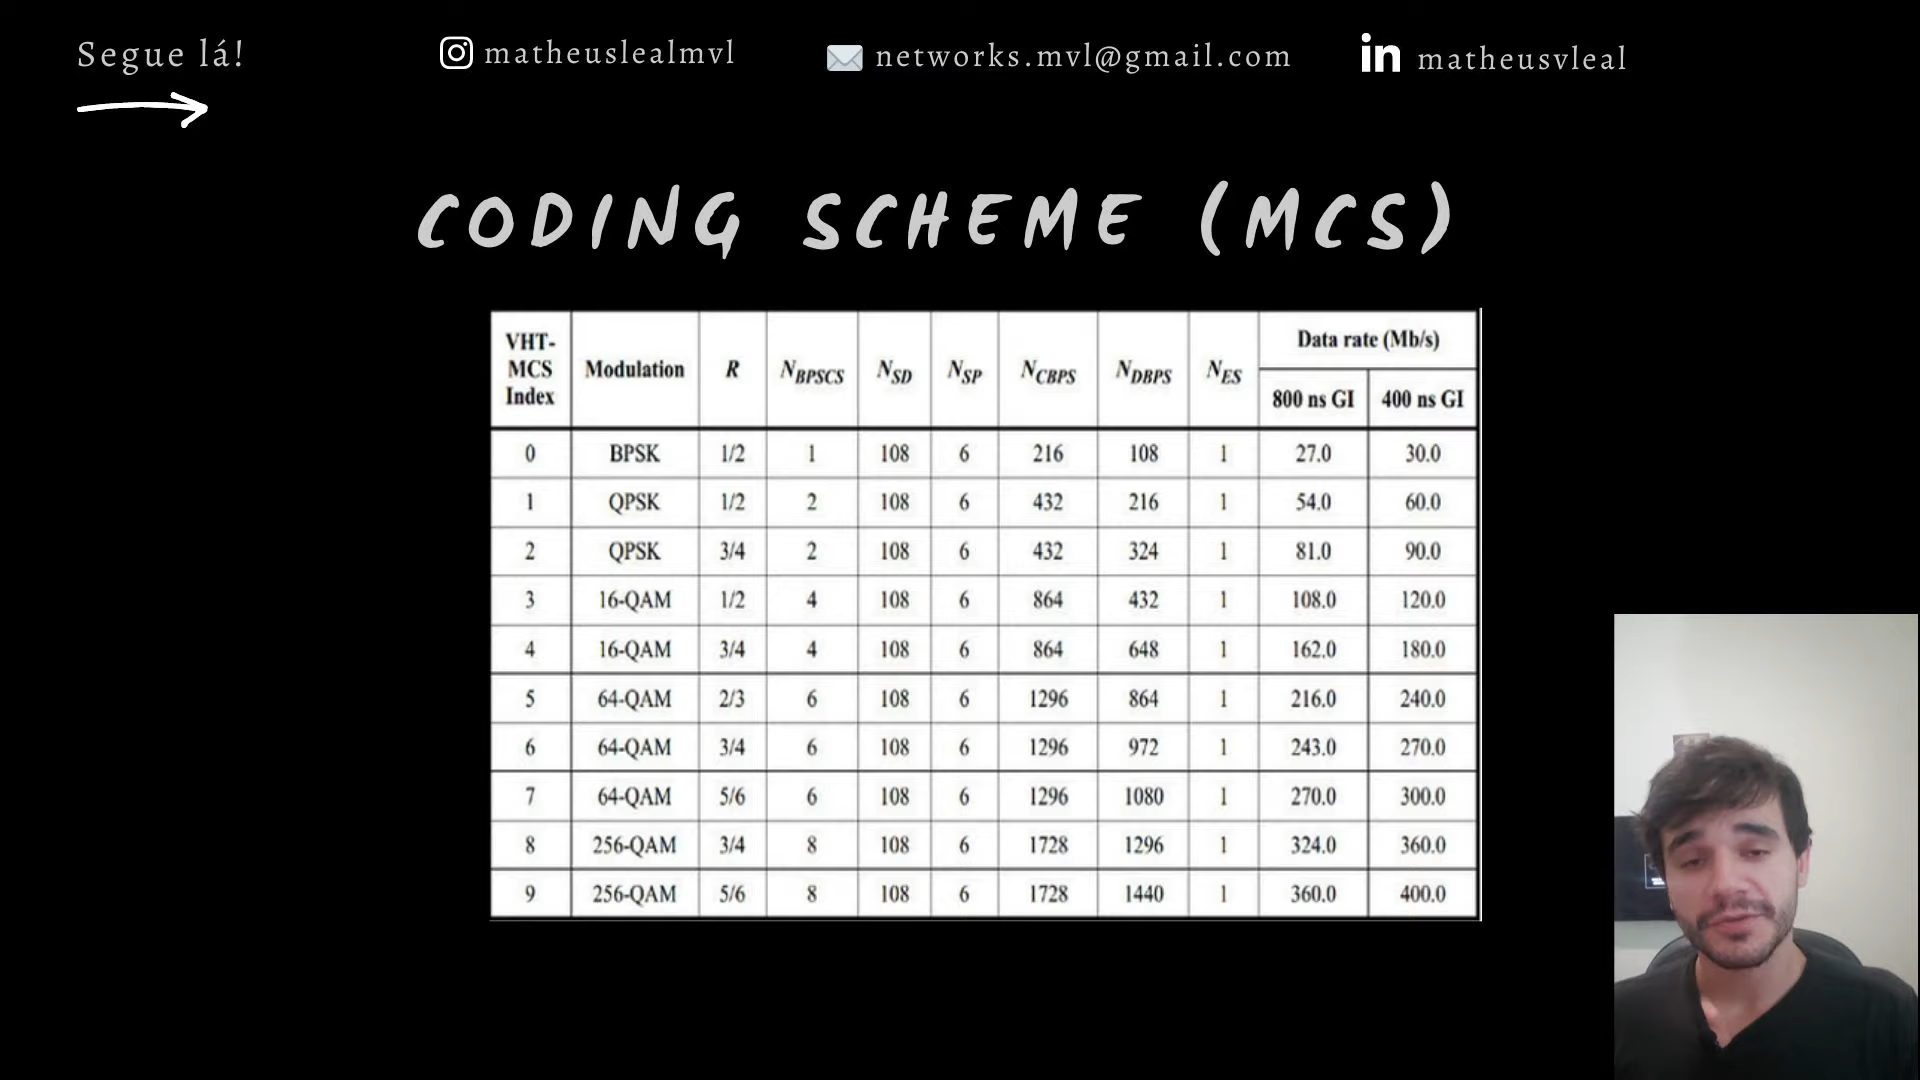 Segue lá!
matheuslealmvl
networks.mvl@gmail.com
in matheusvleal
CODING SCHEME (MCS)
VHT-MCS Index Modulation R NBPSCS NSD NSP NCBPS NDBPS NES Data rate (Mb/s)
800 ns GI 400 ns GI
0 BPSK 1/2 1 108 6 216 108 1 27.0 30.0
1 QPSK 1/2 2 108 6 432 216 1 54.0 60.0
2 QPSK 3/4 2 108 6 432 324 1 81.0 90.0
3 16-QAM 1/2 4 108 6 864 432 1 108.0 120.0
4 16-QAM 3/4 4 108 6 864 648 1 162.0 180.0
5 64-QAM 2/3 6 108 6 1296 864 1 216.0 240.0
6 64-QAM 3/4 6 108 6 1296 972 1 243.0 270.0
7 64-QAM 5/6 6 108 6 1296 1080 1 270.0 300.0
8 256-QAM 3/4 8 108 6 1728 1296 1 324.0 360.0
9 256-QAM 5/6 8 108 6 1728 1440 1 360.0 400.0